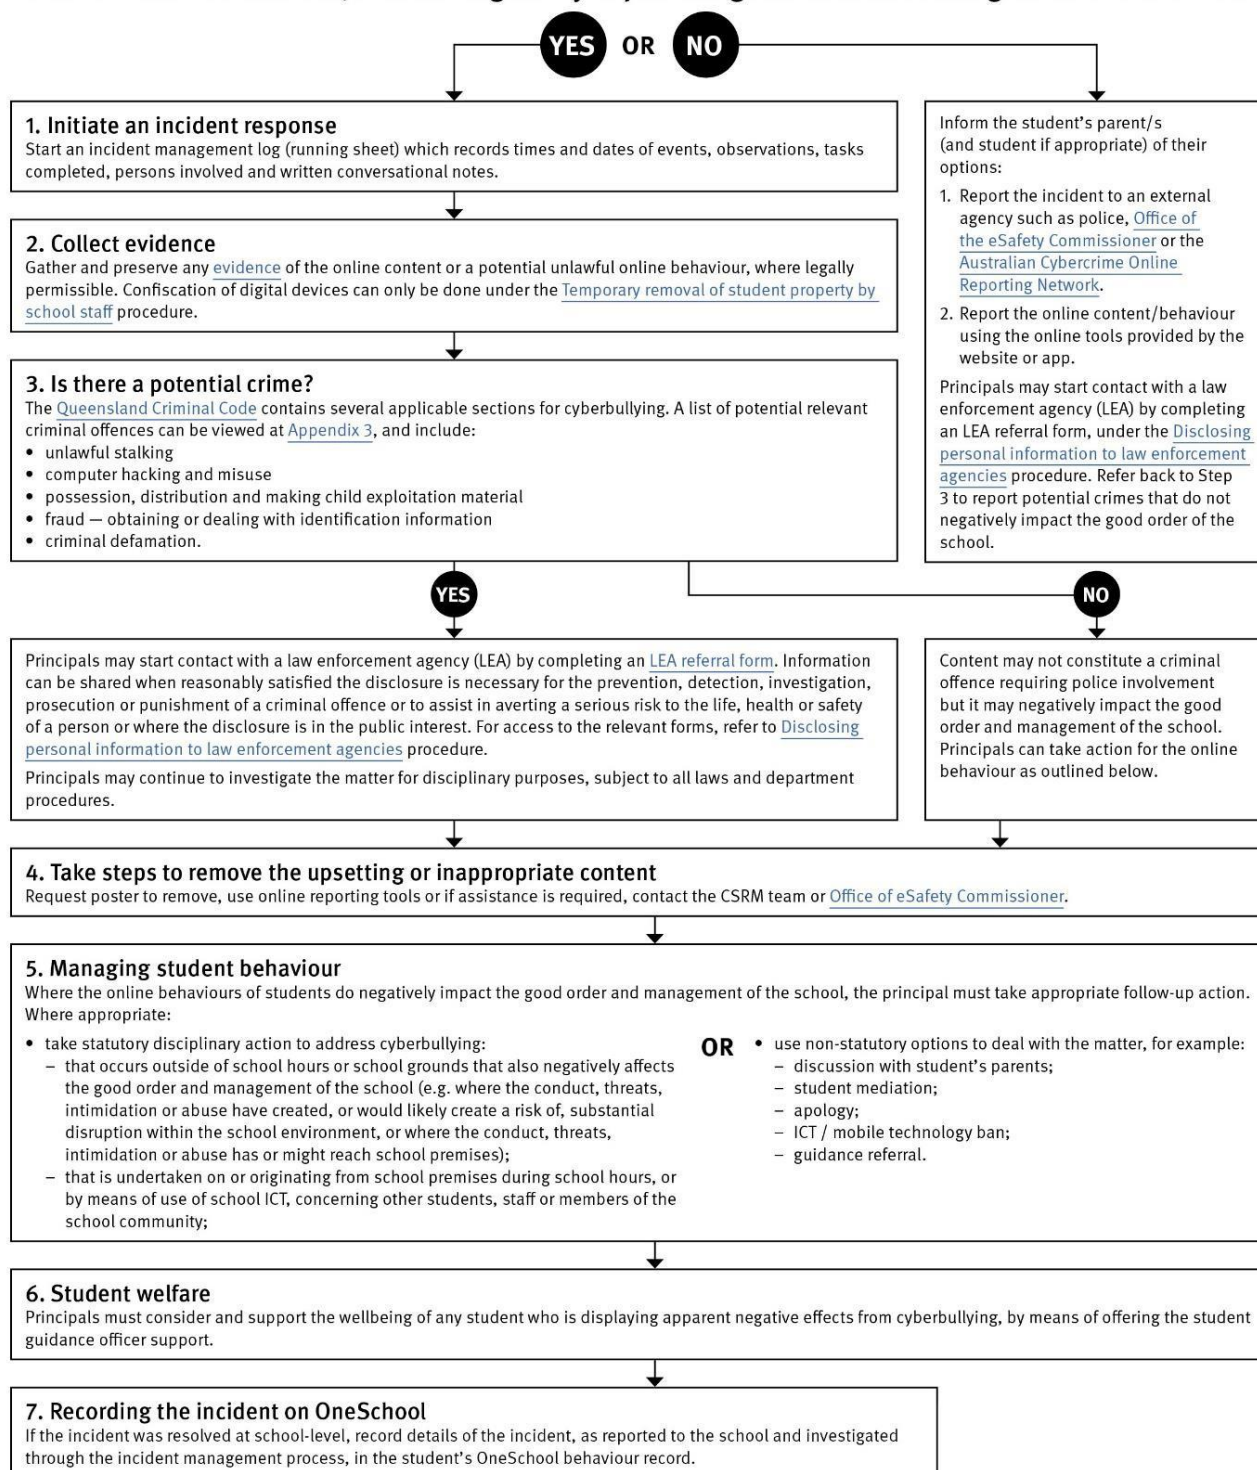 YES OR NO
1. Initiate an incident response
Start an incident management log (running sheet) which records times and dates of events, observations, tasks
completed, persons involved and written conversational notes.
2. Collect evidence
Gather and preserve any evidence of the online content or a potential unlawful online behaviour, where legally
permissible. Confiscation of digital devices can only be done under the Temporary removal of student property by
school staff procedure.
3. Is there a potential crime?
The Queensland Criminal Code contains several applicable sections for cyberbullying. A list of potential relevant
criminal offences can be viewed at Appendix 3, and include:
• unlawful stalking
• computer hacking and misuse
• possession, distribution and making child exploitation material
• fraud — obtaining or dealing with identification information
• criminal defamation.
Inform the student's parent/s
(and student if appropriate) of their
options:
1. Report the incident to an external
agency such as police, Office of
the eSafety Commissioner or the
Australian Cybercrime Online
Reporting Network.
2. Report the online content/behaviour
using the online tools provided by the
website or app.
Principals may start contact with a law
enforcement agency (LEA) by completing
an LEA referral form, under the Disclosing
personal information to law enforcement
agencies procedure. Refer back to Step
3 to report potential crimes that do not
negatively impact the good order of the
school.
YES
NO
Principals may start contact with a law enforcement agency (LEA) by completing an LEA referral form. Information
can be shared when reasonably satisfied the disclosure is necessary for the prevention, detection, investigation,
prosecution or punishment of a criminal offence or to assist in averting a serious risk to the life, health or safety
of a person or where the disclosure is in the public interest. For access to the relevant forms, refer to Disclosing
personal information to law enforcement agencies procedure.
Principals may continue to investigate the matter for disciplinary purposes, subject to all laws and department
procedures.
Content may not constitute a criminal
offence requiring police involvement
but it may negatively impact the good
order and management of the school.
Principals can take action for the online
behaviour as outlined below.
4. Take steps to remove the upsetting or inappropriate content
Request poster to remove, use online reporting tools or if assistance is required, contact the CSRM team or Office of eSafety Commissioner.
5. Managing student behaviour
Where the online behaviours of students do negatively impact the good order and management of the school, the principal must take appropriate follow-up action.
Where appropriate:
• take statutory disciplinary action to address cyberbullying:
– that occurs outside of school hours or school grounds that also negatively affects
the good order and management of the school (e.g. where the conduct, threats,
intimidation or abuse have created, or would likely create a risk of, substantial
disruption within the school environment, or where the conduct, threats,
intimidation or abuse has or might reach school premises);
– that is undertaken on or originating from school premises during school hours, or
by means of use of school ICT, concerning other students, staff or members of the
school community;
OR
• use non-statutory options to deal with the matter, for example:
– discussion with student's parents;
– student mediation;
– apology;
– ICT / mobile technology ban;
– guidance referral.
6. Student welfare
Principals must consider and support the wellbeing of any student who is displaying apparent negative effects from cyberbullying, by means of offering the student
guidance officer support.
7. Recording the incident on OneSchool
If the incident was resolved at school-level, record details of the incident, as reported to the school and investigated
through the incident management process, in the student's OneSchool behaviour record.